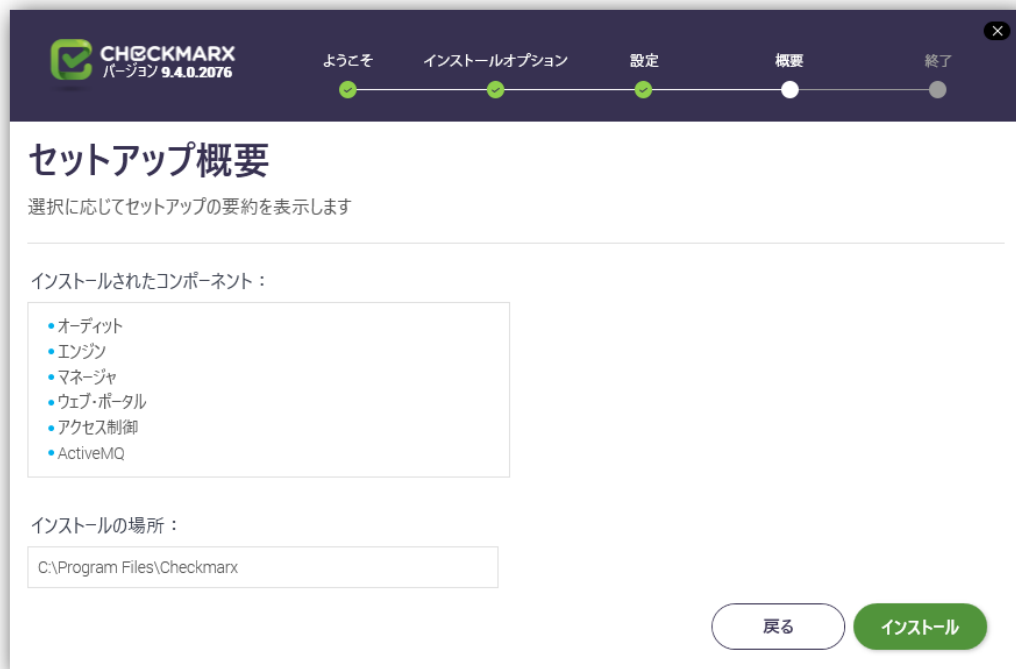 CHECKMARX
バージョン 9.4.0.2076
ようこそ
インストールオプション
設定
概要
終了
セットアップ概要
選択に応じてセットアップの要約を表示します
インストールされたコンポーネント：
• オーディット
• エンジン
• マネージャ
• ウェブ・ポータル
• アクセス制御
• ActiveMQ
インストールの場所：
C:\Program Files\Checkmarx
戻る
インストール